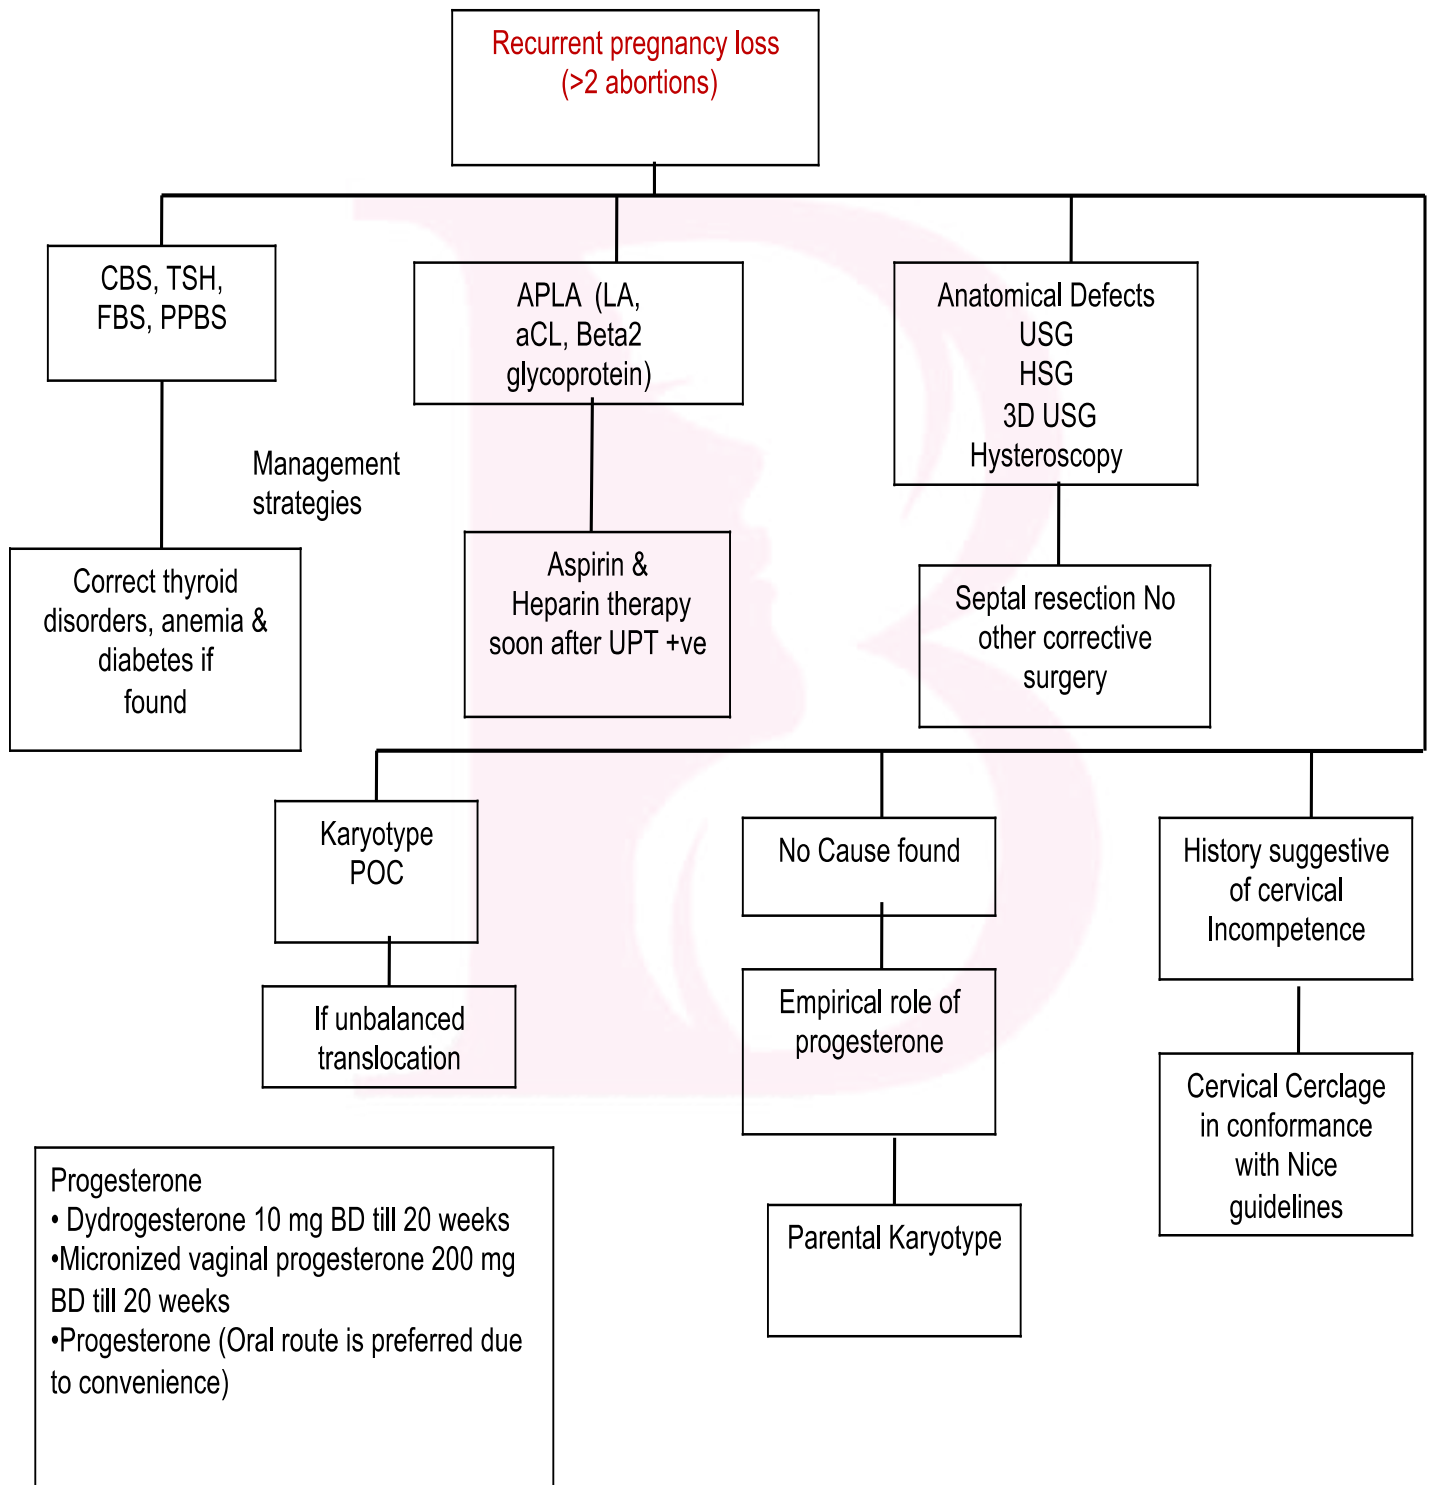 Recurrent pregnancy loss
(>2 abortions)
CBS, TSH,
FBS, PPBS
APLA (LA,
aCL, Beta2
glycoprotein)
Anatomical Defects
USG
HSG
3D USG
Hysteroscopy
Management
strategies
Correct thyroid
disorders, anemia &
diabetes if
found
Aspirin &
Heparin therapy
soon after UPT +ve
Septal resection No
other corrective
surgery
Karyotype
POC
No Cause found
History suggestive
of cervical
Incompetence
If unbalanced
translocation
Empirical role of
progesterone
Cervical Cerclage
in conformance
with Nice
guidelines
Parental Karyotype
Progesterone
• Dydrogesterone 10 mg BD till 20 weeks
•Micronized vaginal progesterone 200 mg
BD till 20 weeks
•Progesterone (Oral route is preferred due
to convenience)